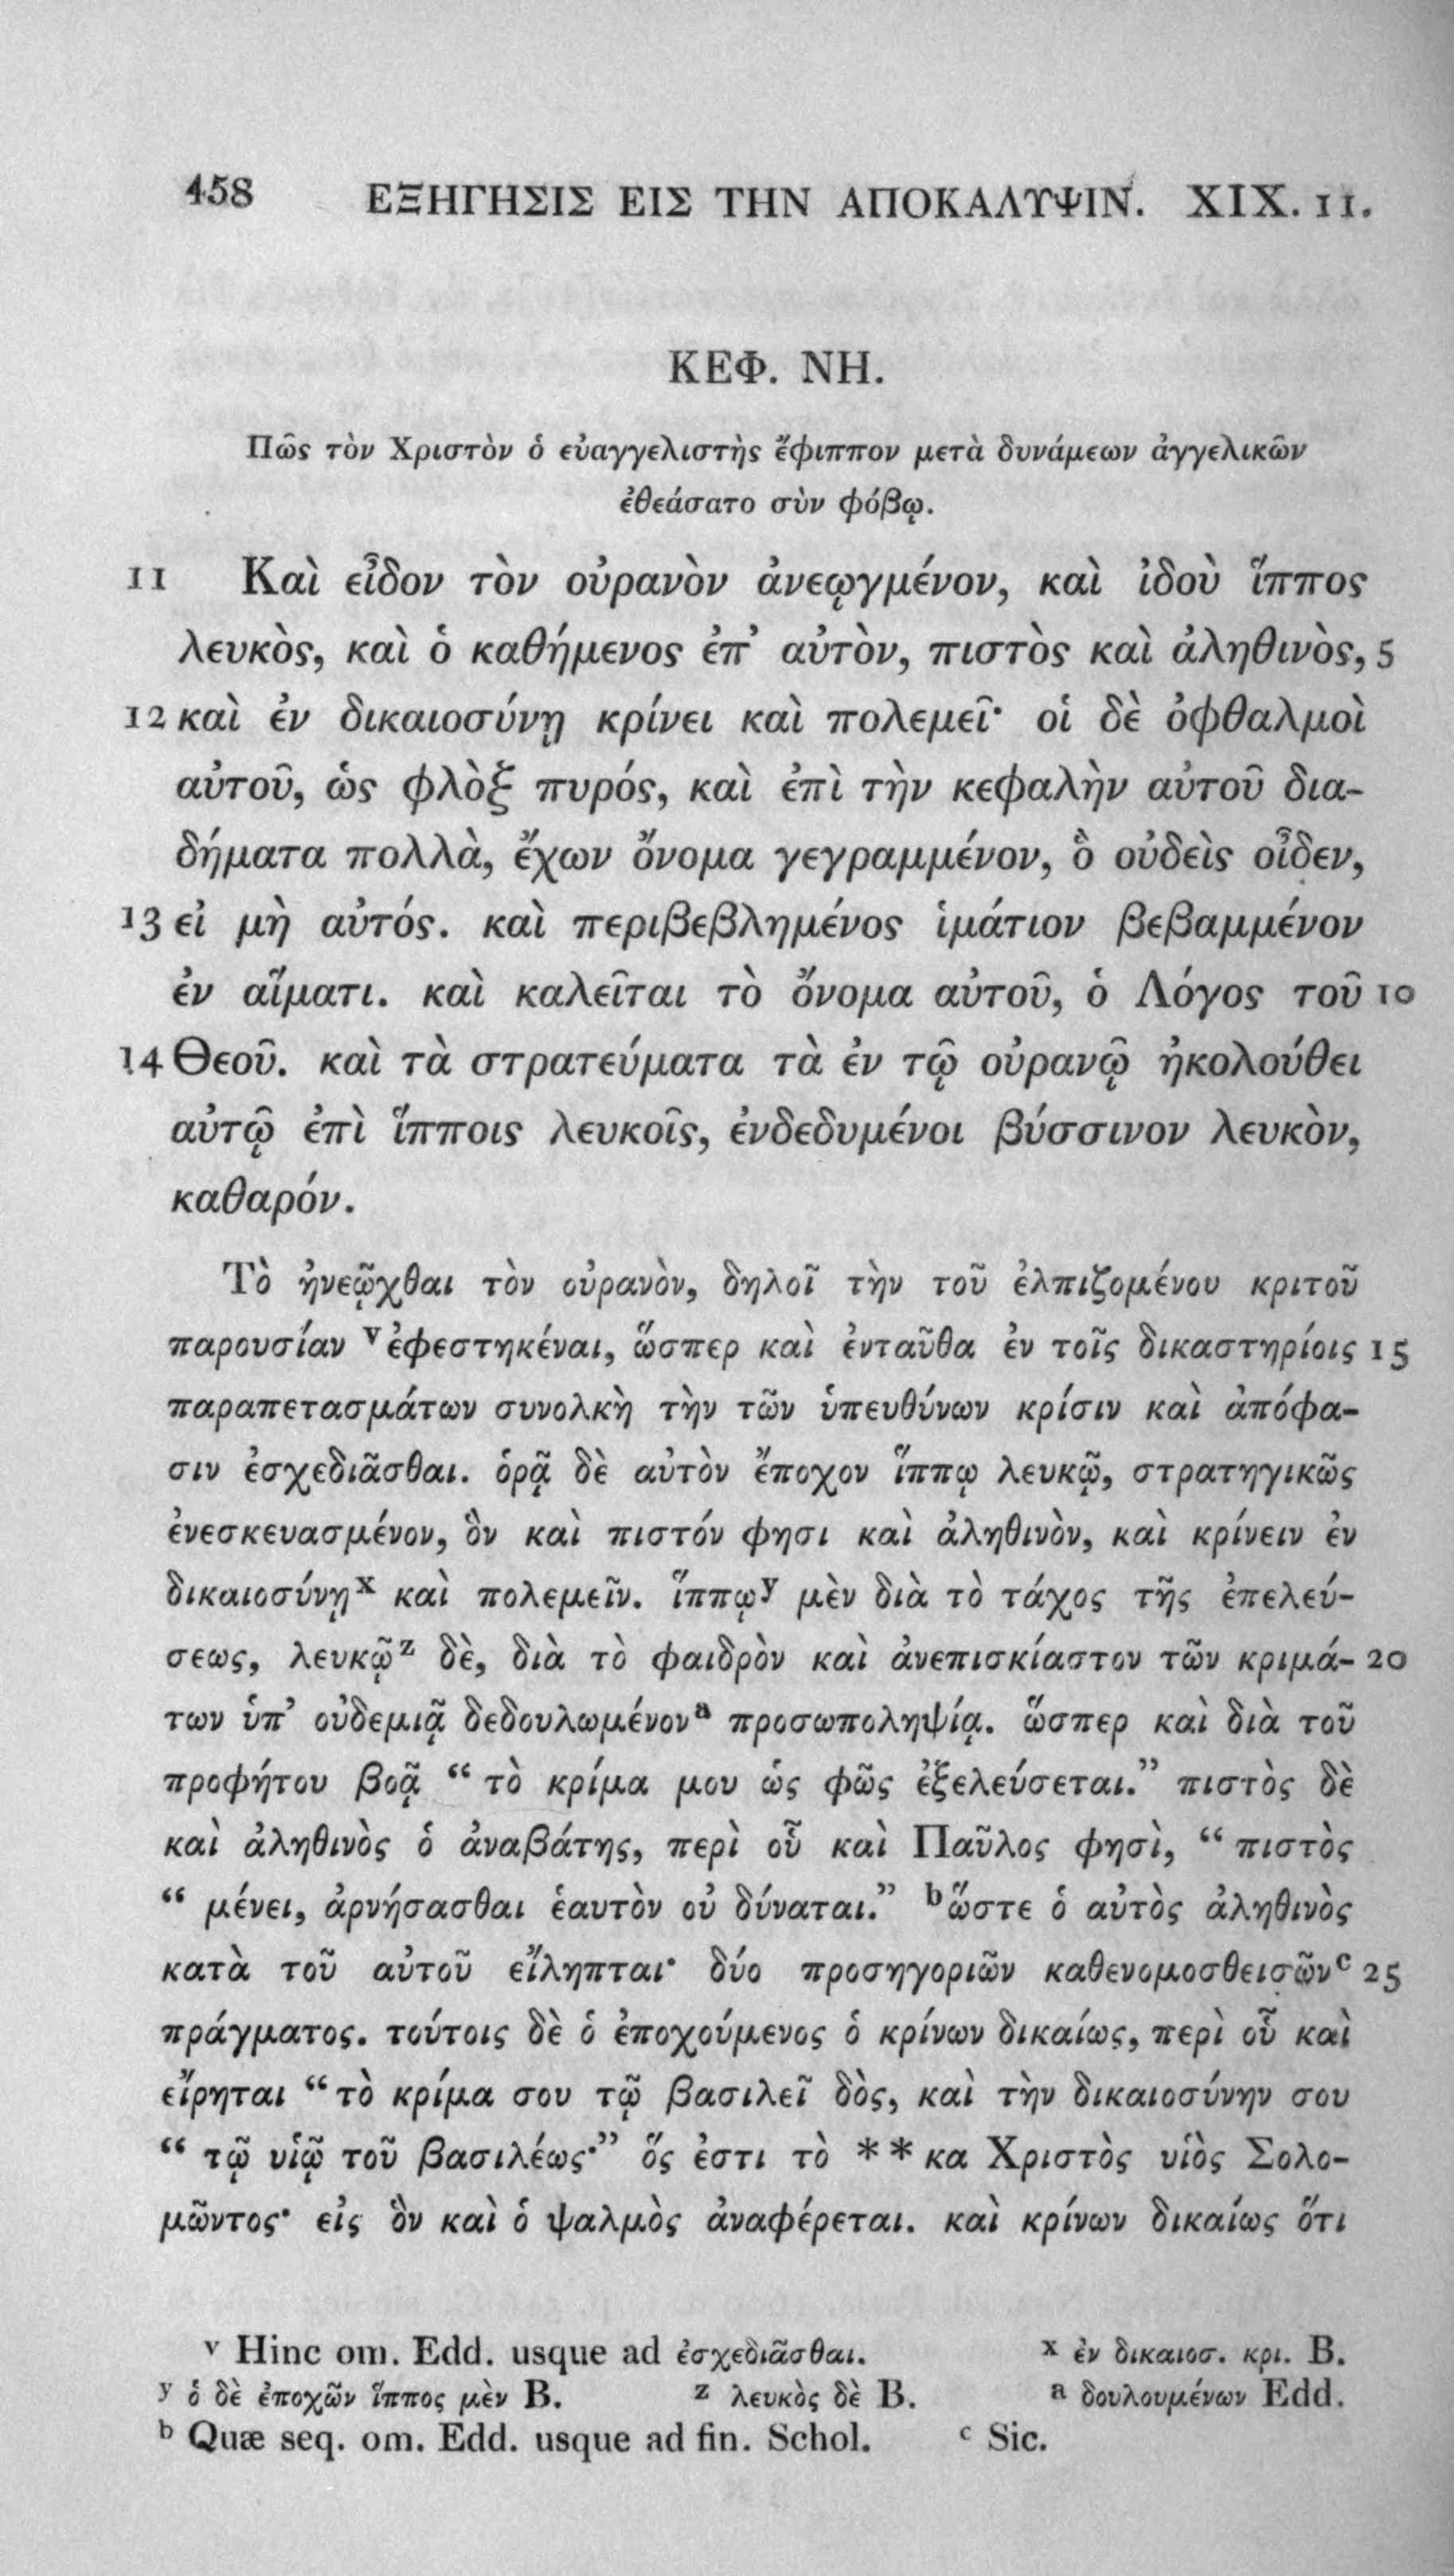 458 ΕΞΗΓΗΣΙΣ ΕΙΣ ΤΗΝ ΑΠΟΚΑΛΥΨΙΝ. XIX. 11.
ΚΕΦ. ΝΗ.
Πῶς τὸν Χριστὸν ὁ εὐαγγελιστὴς ἔφιππον μετὰ δυνάμεων ἀγγελικῶν
ἐθεάσατο σὺν φόβῳ.
11 Καὶ εἶδον τὸν οὐρανὸν ἀνεῳγμένον, καὶ ἰδοὺ ἵππος
λευκὸς, καὶ ὁ καθήμενος ἐπ’ αὐτὸν, πιστὸς καὶ ἀληθινὸς, 5
12 καὶ ἐν δικαιοσύνῃ κρίνει καὶ πολεμεῖ· οἱ δὲ ὀφθαλμοὶ
αὐτοῦ, ὡς φλὸξ πυρός, καὶ ἐπὶ τὴν κεφαλὴν αὐτοῦ δια-
δήματα πολλὰ, ἔχων ὄνομα γεγραμμένον, ὃ οὐδεὶς οἶδεν,
13 εἰ μὴ αὐτός. καὶ περιβεβλημένος ἱμάτιον βεβαμμένον
ἐν αἵματι. καὶ καλεῖται τὸ ὄνομα αὐτοῦ, ὁ Λόγος τοῦ 10
14 Θεοῦ. καὶ τὰ στρατεύματα τὰ ἐν τῷ οὐρανῷ ἠκολούθει
αὐτῷ ἐπὶ ἵπποις λευκοῖς, ἐνδεδυμένοι βύσσινον λευκὸν,
καθαρόν.
Τὸ ἠνεῷχθαι τὸν οὐρανὸν, δηλοῖ τὴν τοῦ ἐλπιζομένου κριτοῦ
παρουσίαν ᵛ ἐφεστηκέναι, ὥσπερ καὶ ἐνταῦθα ἐν τοῖς δικαστηρίοις 15
παραπετασμάτων συνολκὴ τὴν τῶν ὑπευθύνων κρίσιν καὶ ἀπόφα-
σιν ἐσχεδιᾶσθαι. ὁρᾷ δὲ αὐτὸν ἔποχον ἵππῳ λευκῷ, στρατηγικῶς
ἐνεσκευασμένον, ὃν καὶ πιστόν φησι καὶ ἀληθινὸν, καὶ κρίνειν ἐν
δικαιοσύνῃˣ καὶ πολεμεῖν. ἵππῳʸ μὲν διὰ τὸ τάχος τῆς ἐπελεύ-
σεως, λευκῷᶻ δὲ, διὰ τὸ φαιδρὸν καὶ ἀνεπισκίαστον τῶν κριμά- 20
των ὑπ’ οὐδεμιᾷ δεδουλωμένονᵃ προσωποληψίᾳ. ὥσπερ καὶ διὰ τοῦ
προφήτου βοᾷ “ τὸ κρίμα μου ὡς φῶς ἐξελεύσεται.” πιστὸς δὲ
καὶ ἀληθινὸς ὁ ἀναβάτης, περὶ οὗ καὶ Παῦλος φησὶ, “ πιστὸς
“ μένει, ἀρνήσασθαι ἑαυτὸν οὐ δύναται.” ᵇὥστε ὁ αὐτὸς ἀληθινὸς
κατὰ τοῦ αὐτοῦ εἴληπται· δύο προσηγοριῶν καθενομοσθεισῶνᶜ 25
πράγματος. τούτοις δὲ ὁ ἐποχούμενος ὁ κρίνων δικαίως, περὶ οὗ καὶ
εἴρηται “ τὸ κρίμα σου τῷ βασιλεῖ δὸς, καὶ τὴν δικαιοσύνην σου
“ τῷ υἱῷ τοῦ βασιλέως·” ὅς ἐστι τὸ * * κα Χριστὸς υἱὸς Σολο-
μῶντος· εἰς ὃν καὶ ὁ ψαλμὸς ἀναφέρεται. καὶ κρίνων δικαίως ὅτι
ᵛ Hinc om. Edd. usque ad ἐσχεδιᾶσθαι. ˣ ἐν δικαιοσ. κρι. B.
ʸ ὁ δὲ ἐποχῶν ἵππος μὲν B. ᶻ λευκὸς δὲ B. ᵃ δουλουμένων Edd.
ᵇ Quæ seq. om. Edd. usque ad fin. Schol. ᶜ Sic.